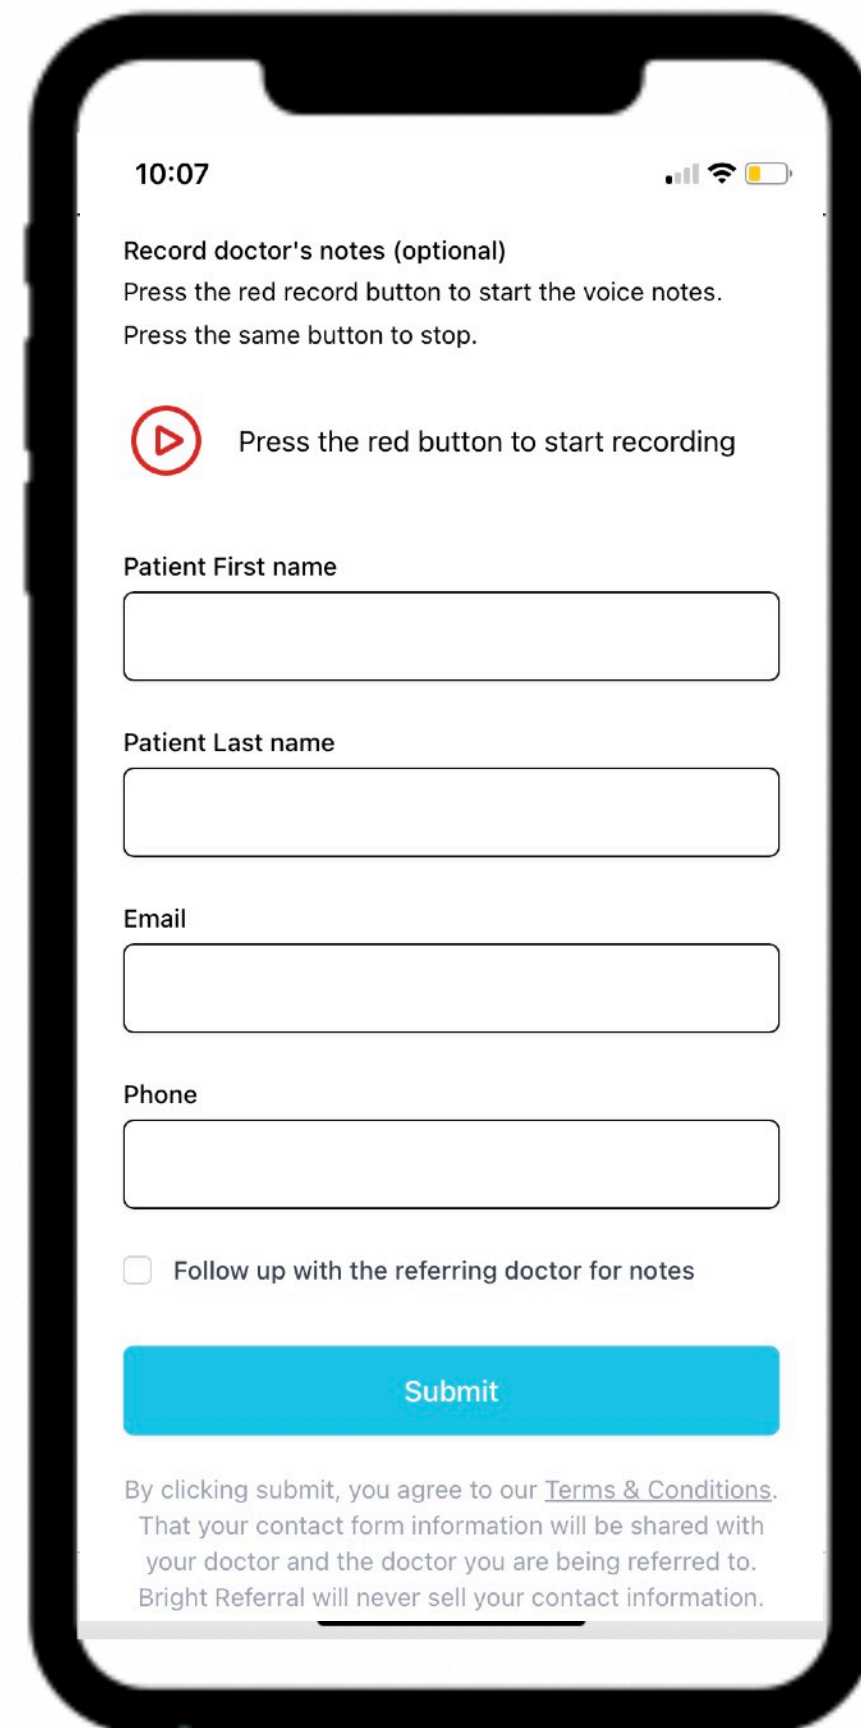 10:07
Record doctor's notes (optional)
Press the red record button to start the voice notes.
Press the same button to stop.
Press the red button to start recording
Patient First name
Patient Last name
Email
Phone
Follow up with the referring doctor for notes
Submit
By clicking submit, you agree to our Terms & Conditions.
That your contact form information will be shared with
your doctor and the doctor you are being referred to.
Bright Referral will never sell your contact information.